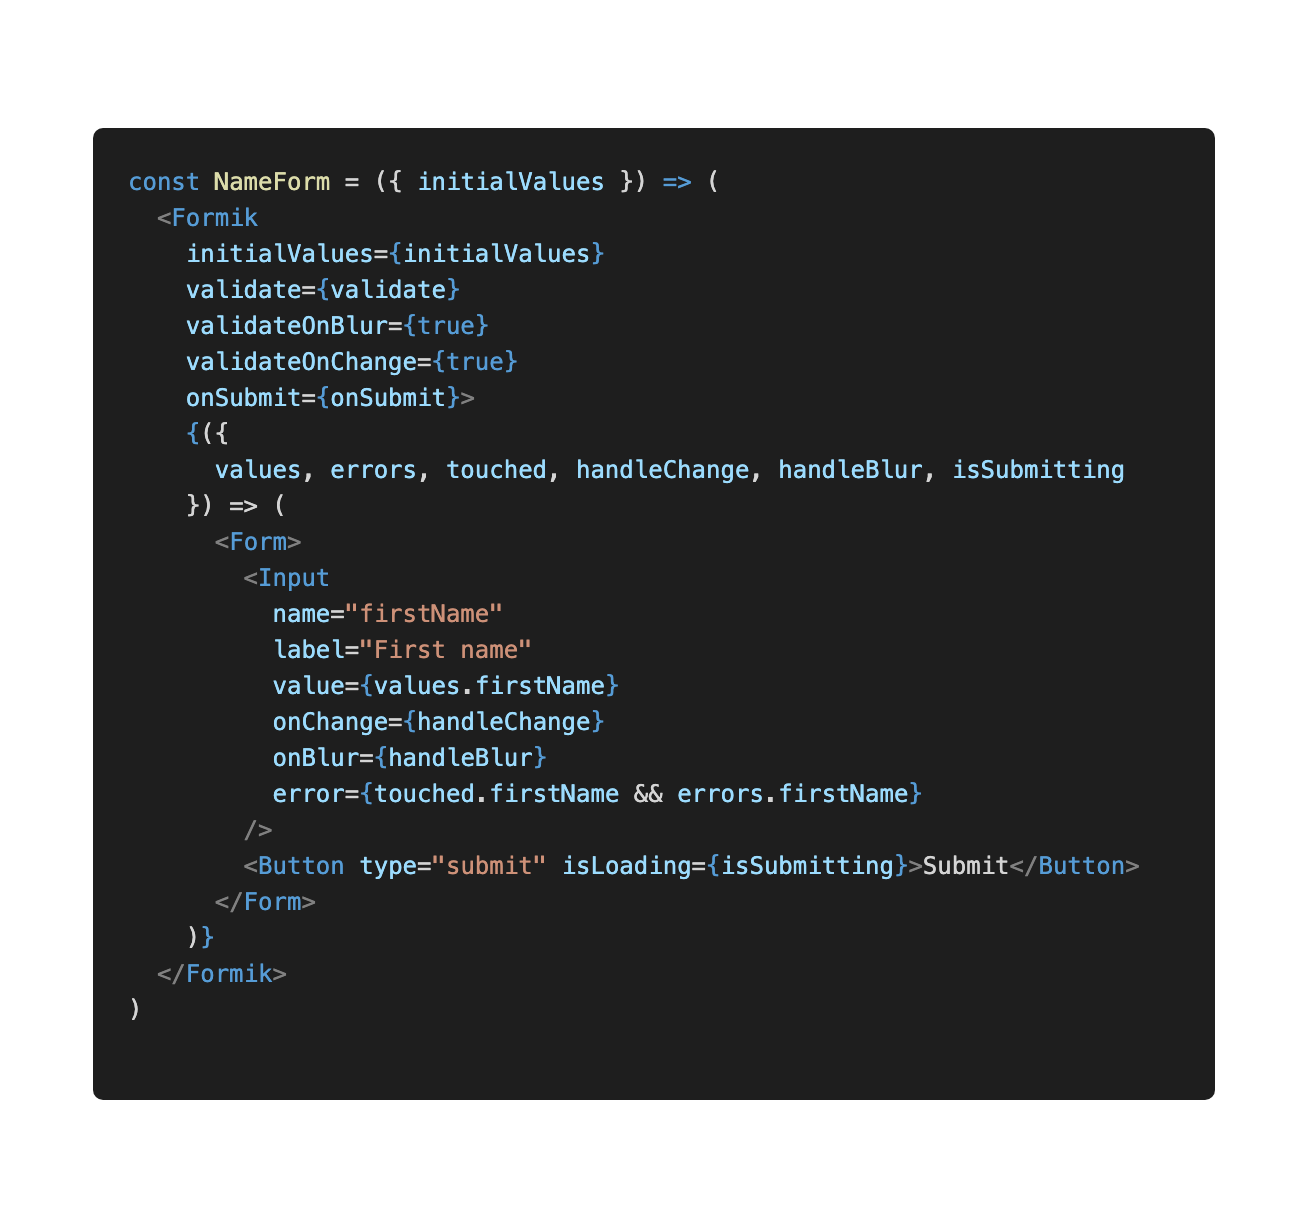 const NameForm = ({ initialValues }) => (
  <Formik
    initialValues={initialValues}
    validate={validate}
    validateOnBlur={true}
    validateOnChange={true}
    onSubmit={onSubmit}>
    {({
      values, errors, touched, handleChange, handleBlur, isSubmitting
    }) => (
      <Form>
        <Input
          name="firstName"
          label="First name"
          value={values.firstName}
          onChange={handleChange}
          onBlur={handleBlur}
          error={touched.firstName && errors.firstName}
        />
        <Button type="submit" isLoading={isSubmitting}>Submit</Button>
      </Form>
    )}
  </Formik>
)